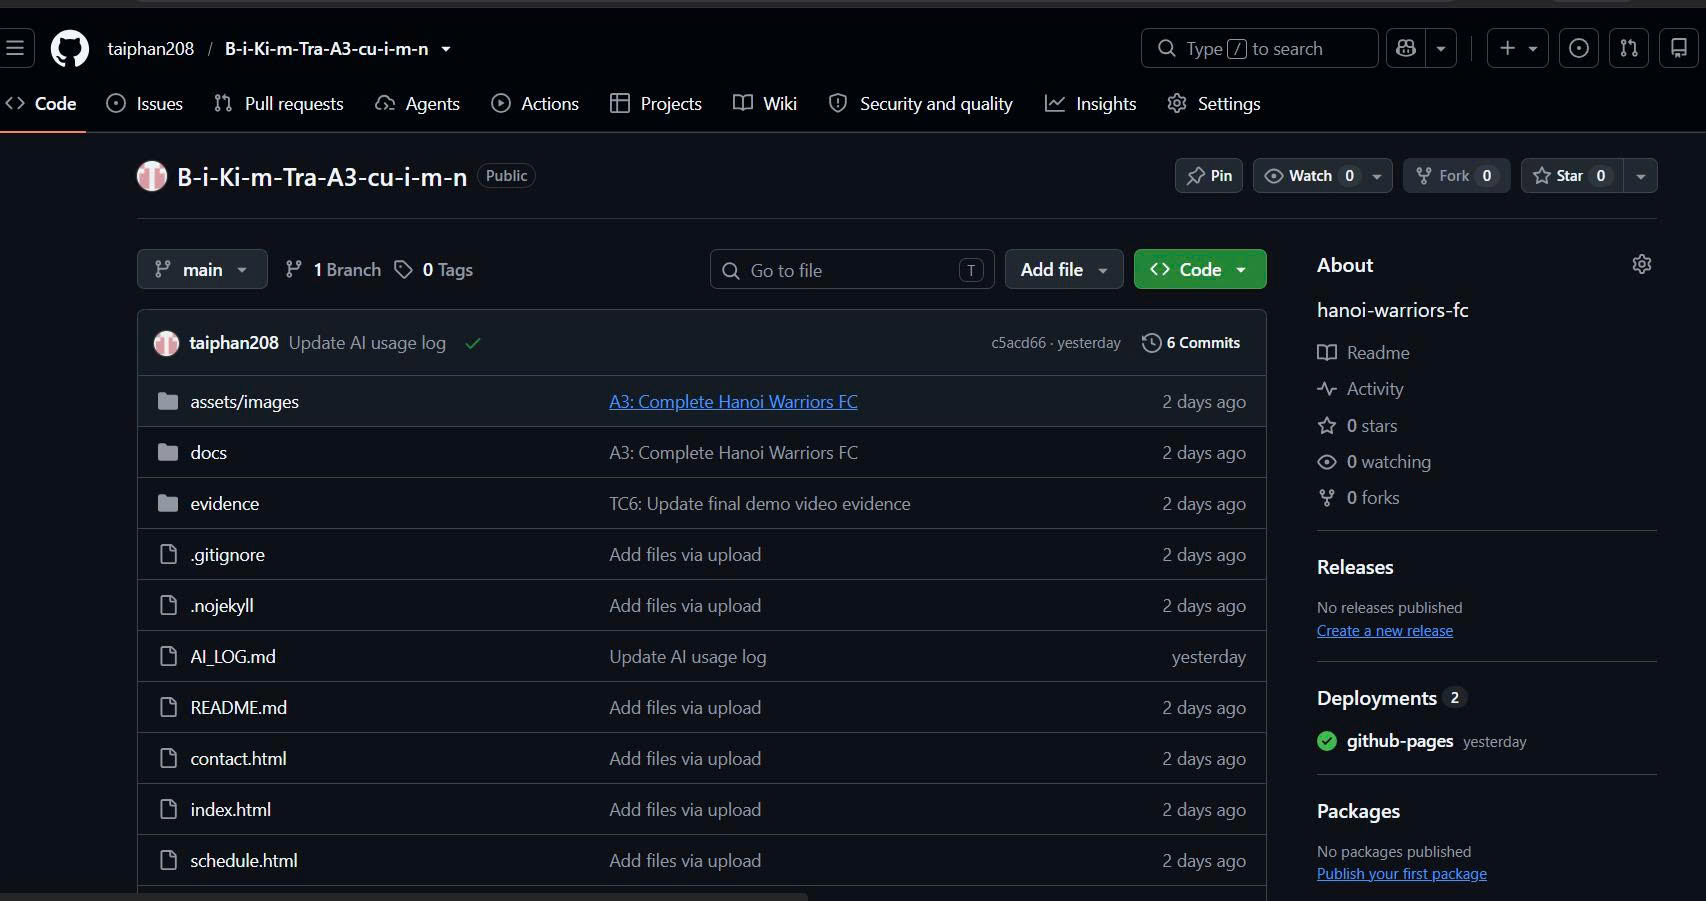 taiphan208 / B-i-Ki-m-Tra-A3-cu-i-m-n
Type / to search
Code Issues Pull requests Agents Actions Projects Wiki Security and quality Insights Settings
B-i-Ki-m-Tra-A3-cu-i-m-n Public
Pin Watch 0 Fork 0 Star 0
main 1 Branch 0 Tags Go to file T Add file Code
taiphan208 Update AI usage log c5acd66 · yesterday 6 Commits
assets/images A3: Complete Hanoi Warriors FC 2 days ago
docs A3: Complete Hanoi Warriors FC 2 days ago
evidence TC6: Update final demo video evidence 2 days ago
.gitignore Add files via upload 2 days ago
.nojekyll Add files via upload 2 days ago
AI_LOG.md Update AI usage log yesterday
README.md Add files via upload 2 days ago
contact.html Add files via upload 2 days ago
index.html Add files via upload 2 days ago
schedule.html Add files via upload 2 days ago
About
hanoi-warriors-fc
Readme
Activity
0 stars
0 watching
0 forks
Releases
No releases published
Create a new release
Deployments 2
github-pages yesterday
Packages
No packages published
Publish your first package